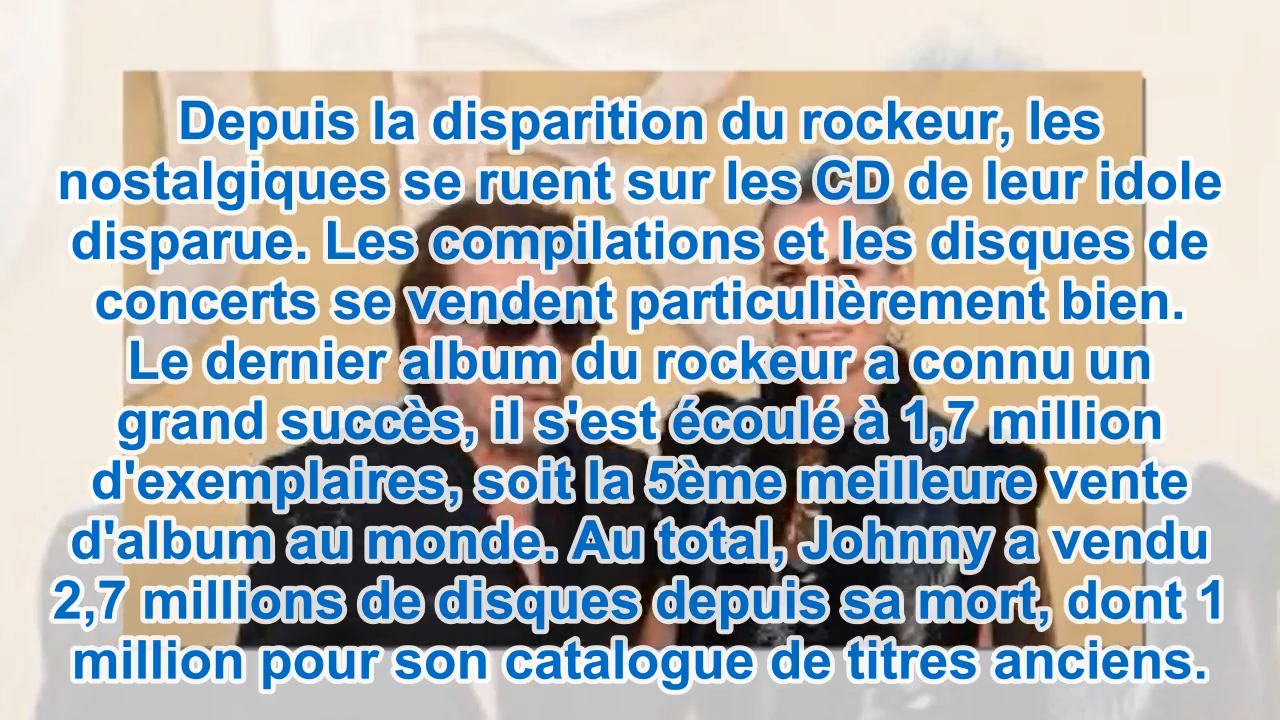 Depuis la disparition du rockeur, les
nostalgiques se ruent sur les CD de leur idole
disparue. Les compilations et les disques de
concerts se vendent particulièrement bien.
Le dernier album du rockeur a connu un
grand succès, il s'est écoulé à 1,7 million
d'exemplaires, soit la 5ème meilleure vente
d'album au monde. Au total, Johnny a vendu
2,7 millions de disques depuis sa mort, dont 1
million pour son catalogue de titres anciens.